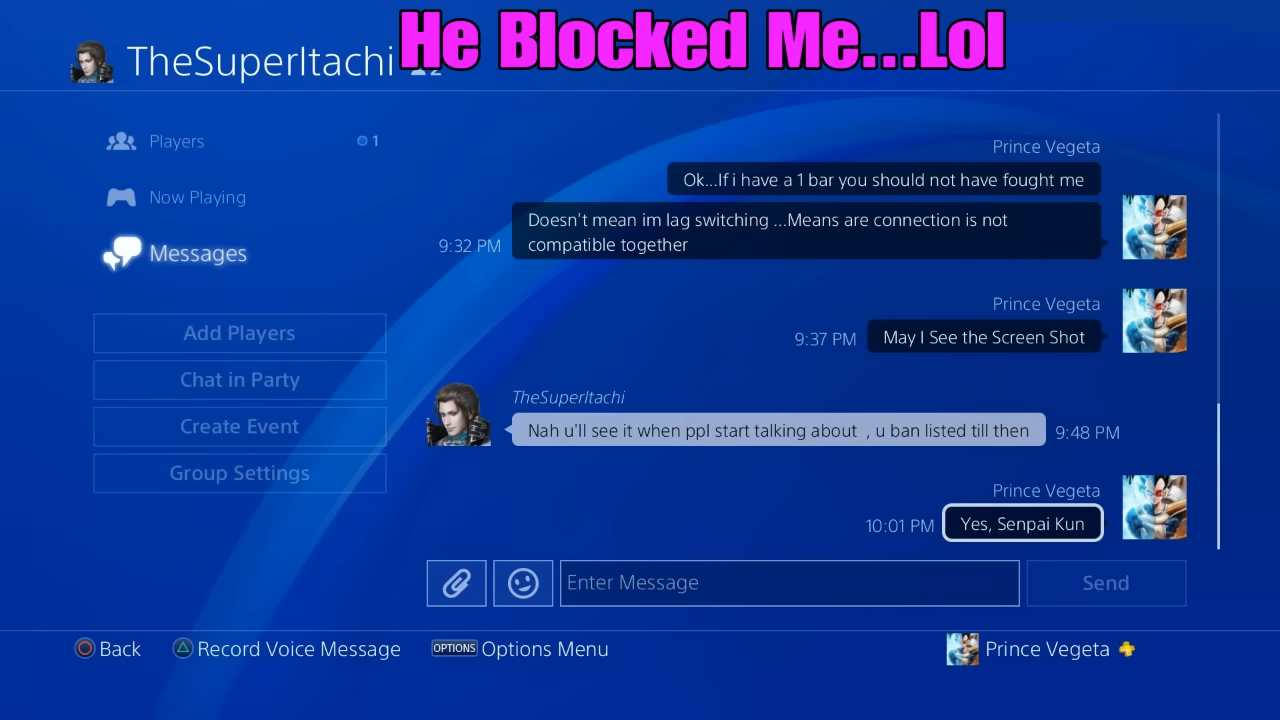 He Blocked Me...Lol
TheSuperItachi
2
Players
1
Now Playing
Messages
Add Players
Chat in Party
Create Event
Group Settings
Prince Vegeta
Ok...If i have a 1 bar you should not have fought me
Doesn't mean im lag switching ...Means are connection is not
compatible together
9:32 PM
Prince Vegeta
9:37 PM
May I See the Screen Shot
TheSuperItachi
Nah u'll see it when ppl start talking about , u ban listed till then
9:48 PM
Prince Vegeta
10:01 PM
Yes, Senpai Kun
Enter Message
Send
Back
Record Voice Message
OPTIONS Options Menu
Prince Vegeta